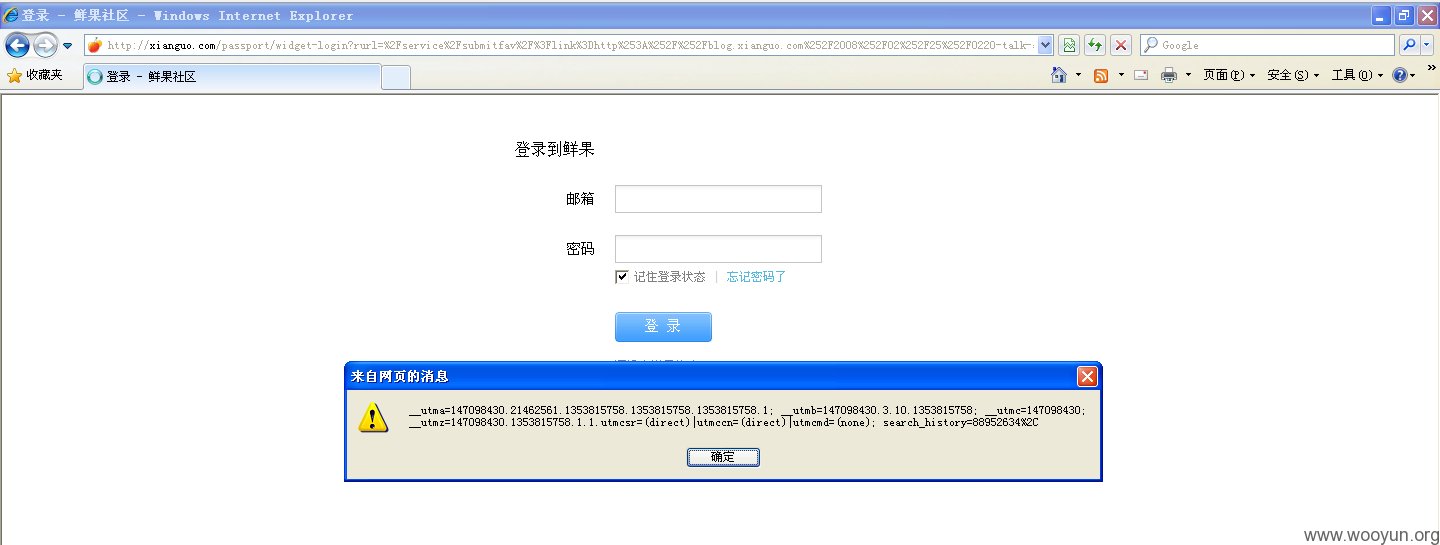 登录 - 鲜果社区 - Windows Internet Explorer
http://xianguo.com/passport/widget-login?rurl=%2Fservice%2Fsubmitfav%2F%3Flink%3Dhttp%253A%252F%252Fblog.xianguo.com%252F2008%252F02%252F25%252F0220-talk-
Google
收藏夹
登录 - 鲜果社区
页面(P)
安全(S)
工具(O)
»
登录到鲜果
邮箱
密码
记住登录状态 | 忘记密码了
登 录
来自网页的消息
__utma=147098430.21462561.1353815758.1353815758.1353815758.1; __utmb=147098430.3.10.1353815758; __utmc=147098430;
__utmz=147098430.1353815758.1.1.utmcsr=(direct)|utmccn=(direct)|utmcmd=(none); search_history=88952634%2C
确定
www.wooyun.org